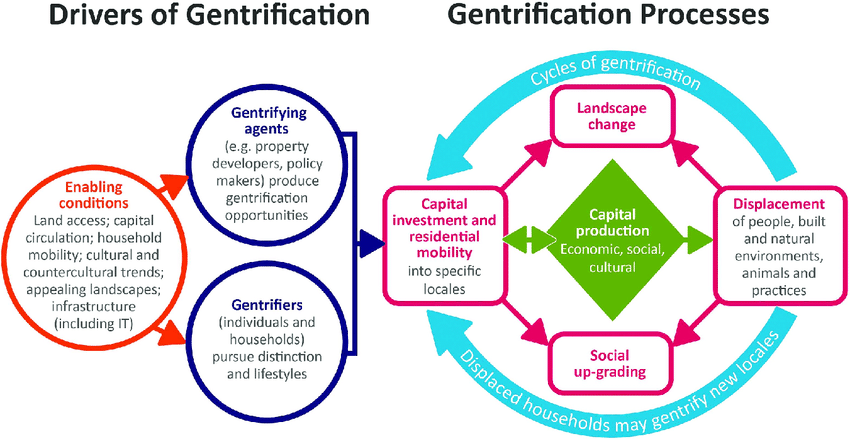 Drivers of Gentrification
Gentrification Processes
Enabling
conditions
Land access; capital
circulation; household
mobility; cultural and
countercultural trends;
appealing landscapes;
infrastructure
(including IT)
Gentrifying
agents
(e.g. property
developers, policy
makers) produce
gentrification
opportunities
Gentrifiers
(individuals and
households)
pursue distinction
and lifestyles
Cycles of gentrification
Landscape
change
Capital
investment and
residential
mobility
into specific
locales
Capital
production
Economic, social,
cultural
Displacement
of people, built
and natural
environments,
animals and
practices
Social
up-grading
Displaced households may gentrify new locales